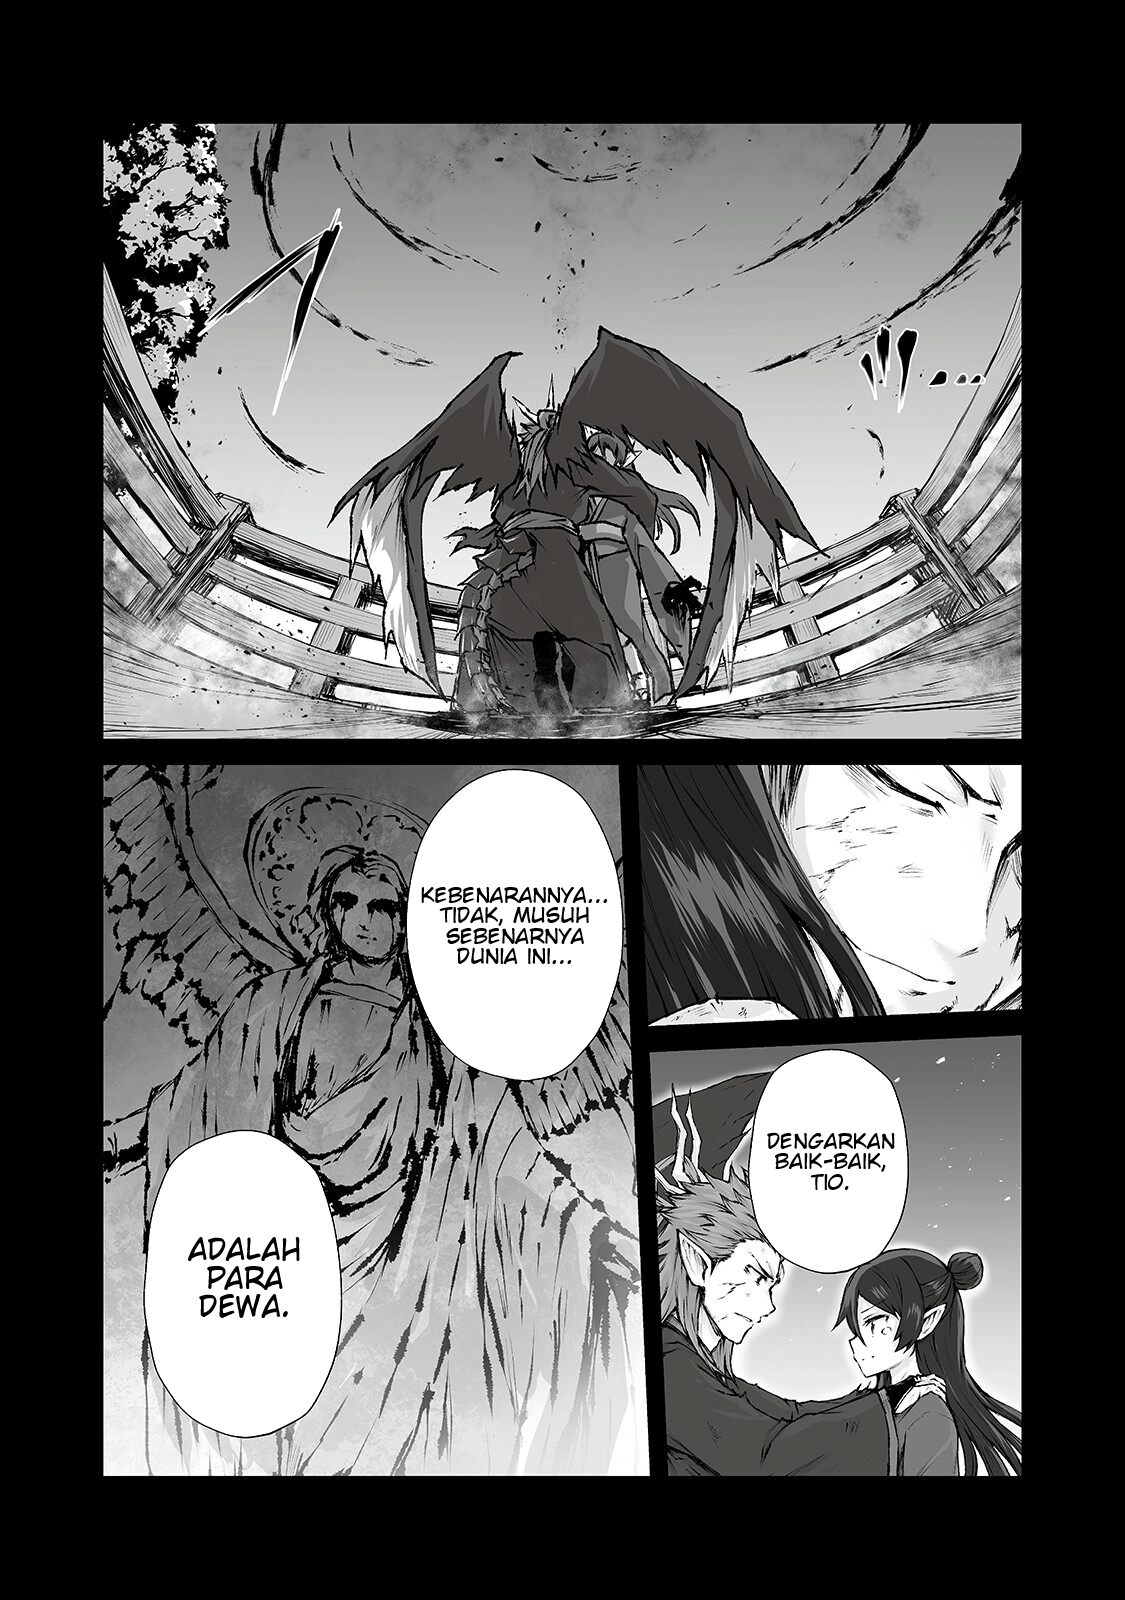 DENGARKAN
BAIK-BAIK,
TIO.
KEBENARANNYA...
TIDAK, MUSUH
SEBENARNYA
DUNIA INI...
ADALAH
PARA
DEWA.